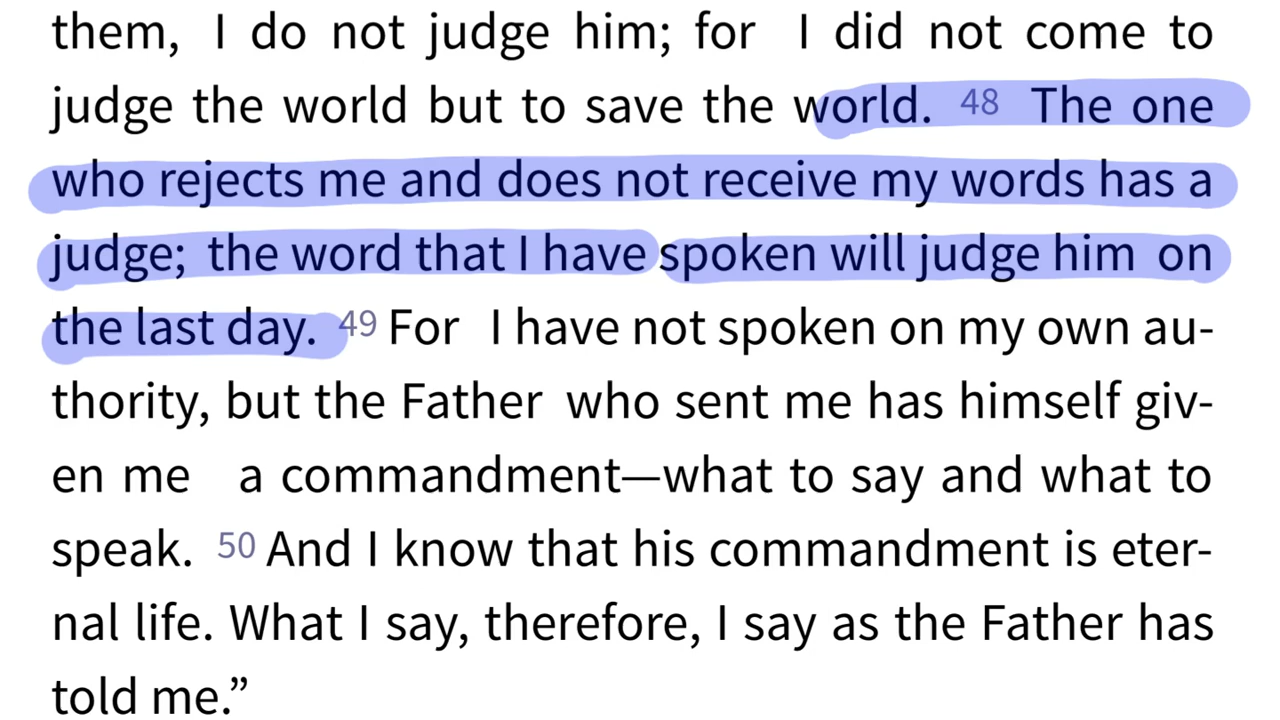 them, I do not judge him; for I did not come to
judge the world but to save the world. 48 The one
who rejects me and does not receive my words has a
judge; the word that I have spoken will judge him on
the last day. 49 For I have not spoken on my own au-
thority, but the Father who sent me has himself giv-
en me a commandment—what to say and what to
speak. 50 And I know that his commandment is eter-
nal life. What I say, therefore, I say as the Father has
told me.”